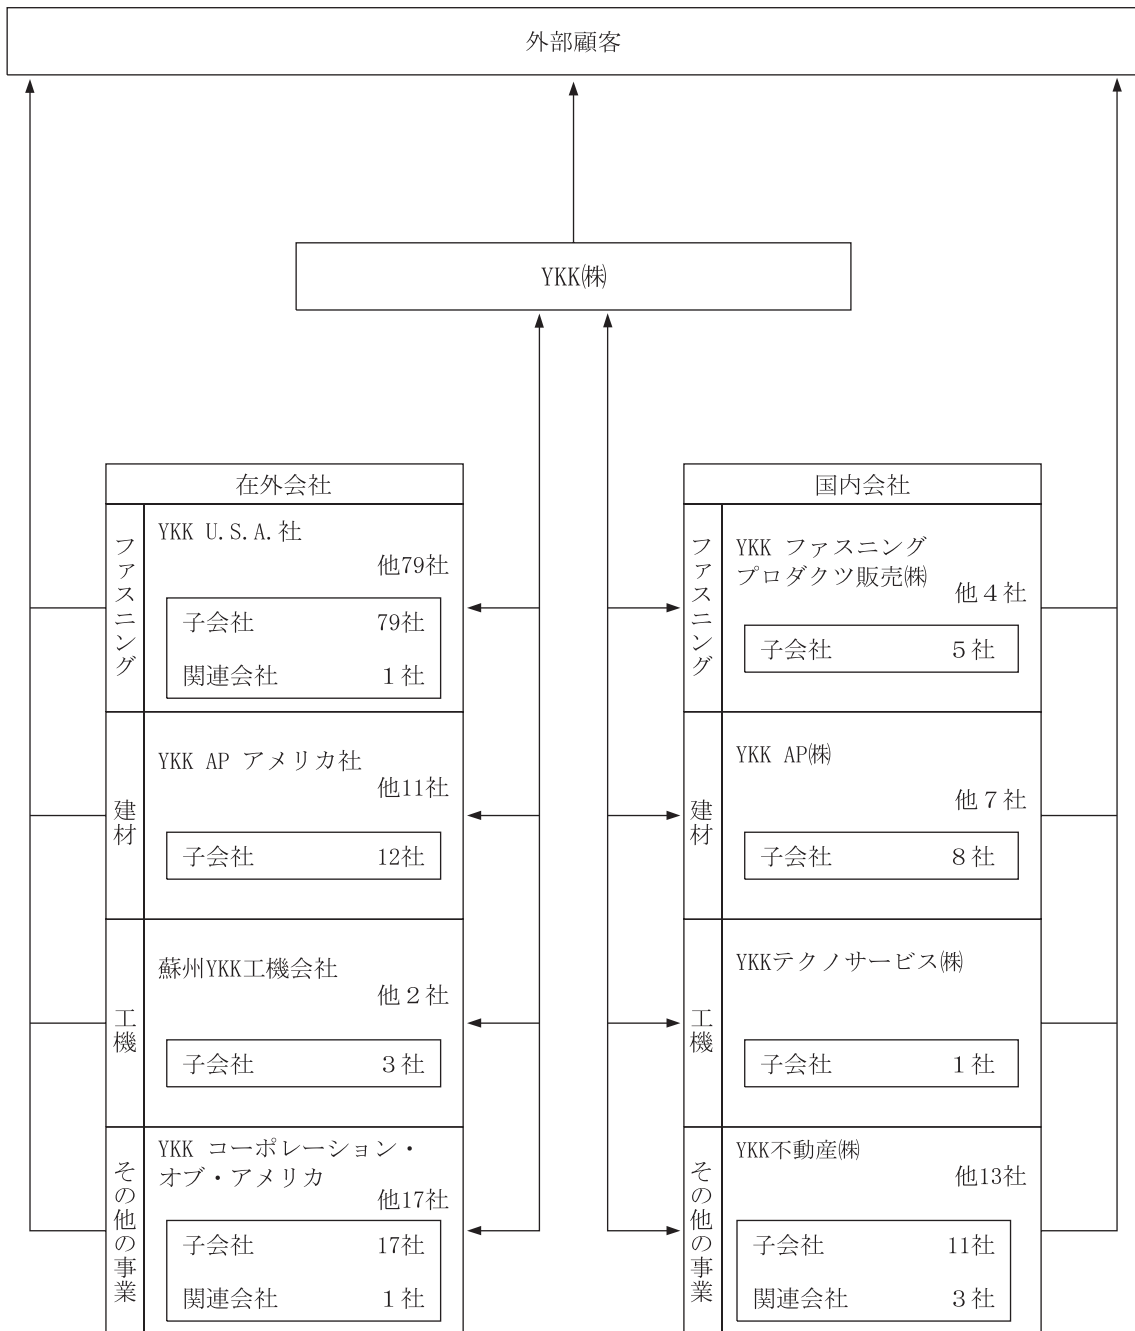 外部顧客
YKK㈱
在外会社
ファスニング
YKK U.S.A.社
他79社
子会社 79社
関連会社 1社
建材
YKK AP アメリカ社
他11社
子会社 12社
工機
蘇州YKK工機会社
他2社
子会社 3社
その他の事業
YKK コーポレーション・
オブ・アメリカ
他17社
子会社 17社
関連会社 1社
国内会社
ファスニング
YKK ファスニング
プロダクツ販売㈱
他4社
子会社 5社
建材
YKK AP㈱
他7社
子会社 8社
工機
YKKテクノサービス㈱
子会社 1社
その他の事業
YKK不動産㈱
他13社
子会社 11社
関連会社 3社